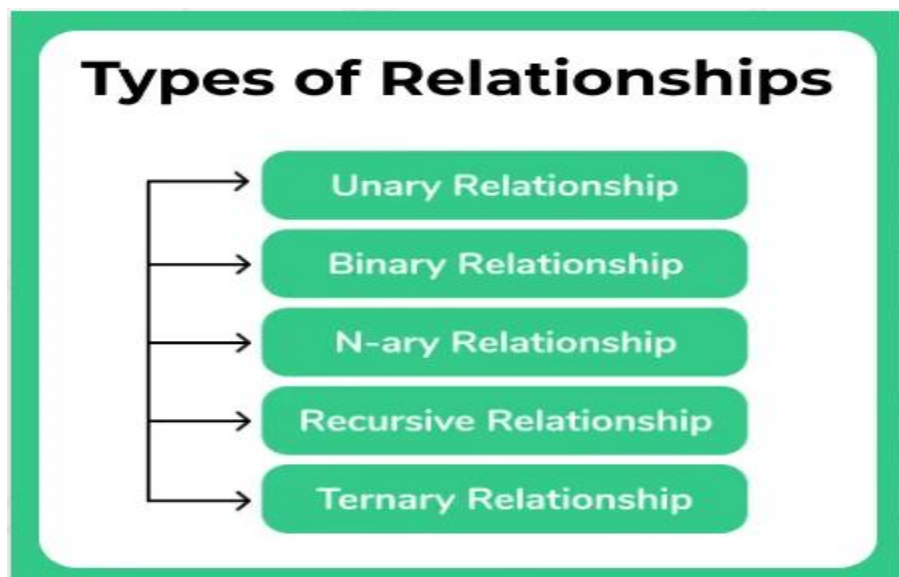 Types of Relationships
Unary Relationship
Binary Relationship
N-ary Relationship
Recursive Relationship
Ternary Relationship